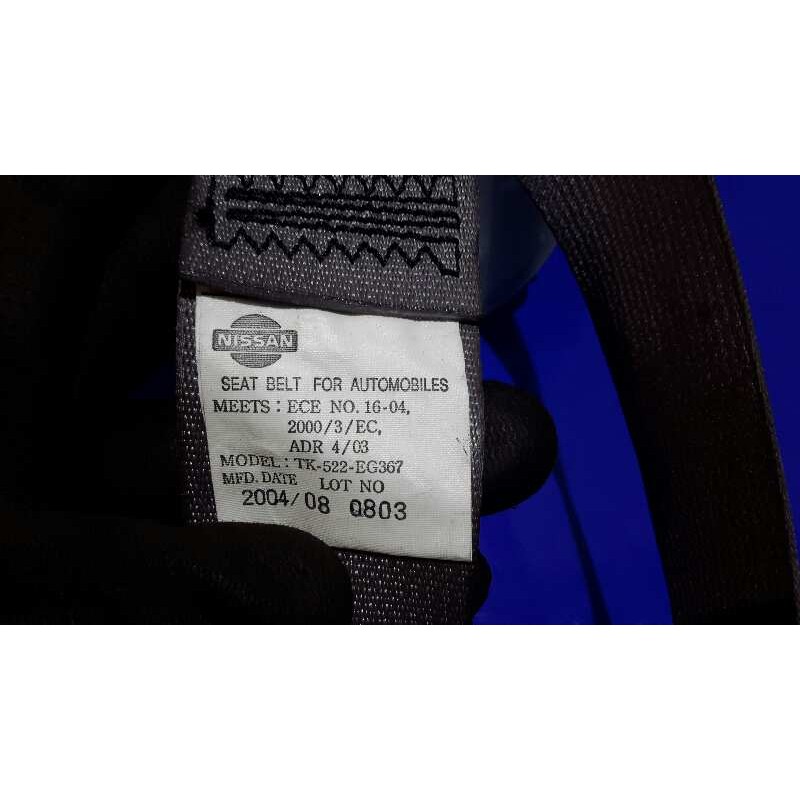 NISSAN
SEAT BELT FOR AUTOMOBILES
MEETS : ECE NO. 16-04,
2000/3/EC,
ADR 4/03
MODEL : TK-522-EG367
MFD. DATE LOT NO
2004/08 Q803